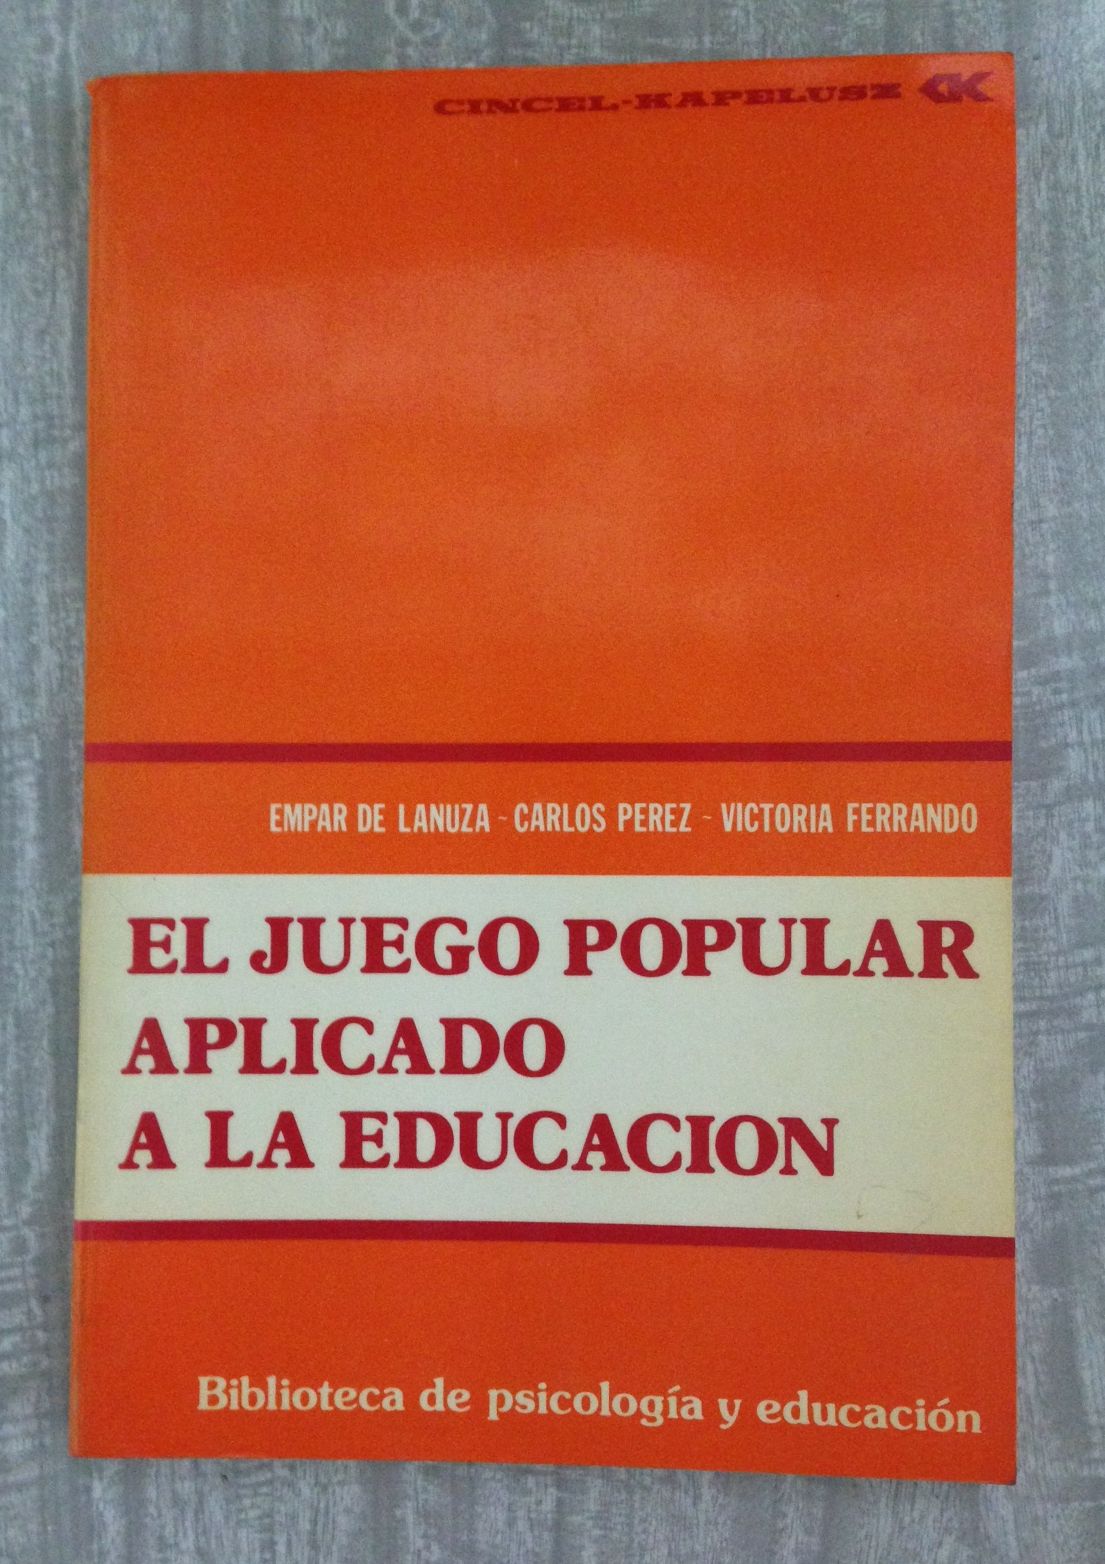 CINCEL-KAPELUSZ CK
EMPAR DE LANUZA - CARLOS PEREZ - VICTORIA FERRANDO
EL JUEGO POPULAR
APLICADO
A LA EDUCACION
Biblioteca de psicología y educación